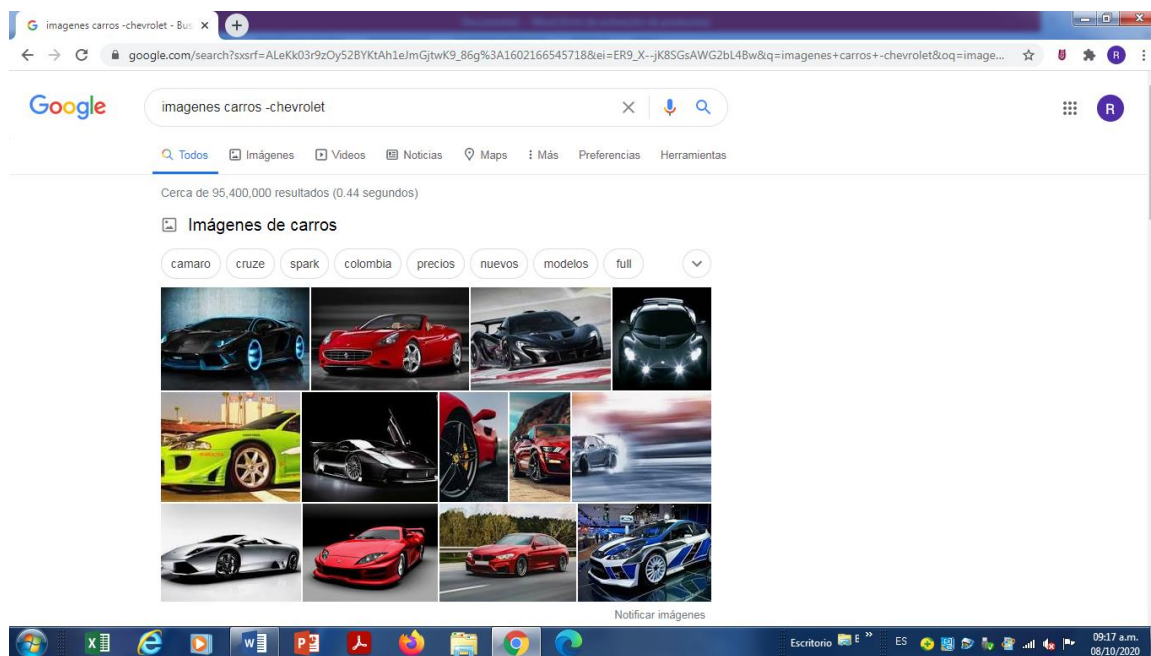 imagenes carros -chevrolet - Bus
google.com/search?sxsrf=ALeKk03r9zOy52BYKtAh1eJmGjtwK9_86g%3A1602166545718&ei=ER9_X--jK8SGsAWG2bL4Bw&q=imagenes+carros+-chevrolet&oq=image...
R
Google
imagenes carros -chevrolet
R
Todos Imágenes Videos Noticias Maps Más Preferencias Herramientas
Cerca de 95,400,000 resultados (0.44 segundos)
Imágenes de carros
camaro cruze spark colombia precios nuevos modelos full
Notificar imágenes
Escritorio E » ES 09:17 a.m.
08/10/2020